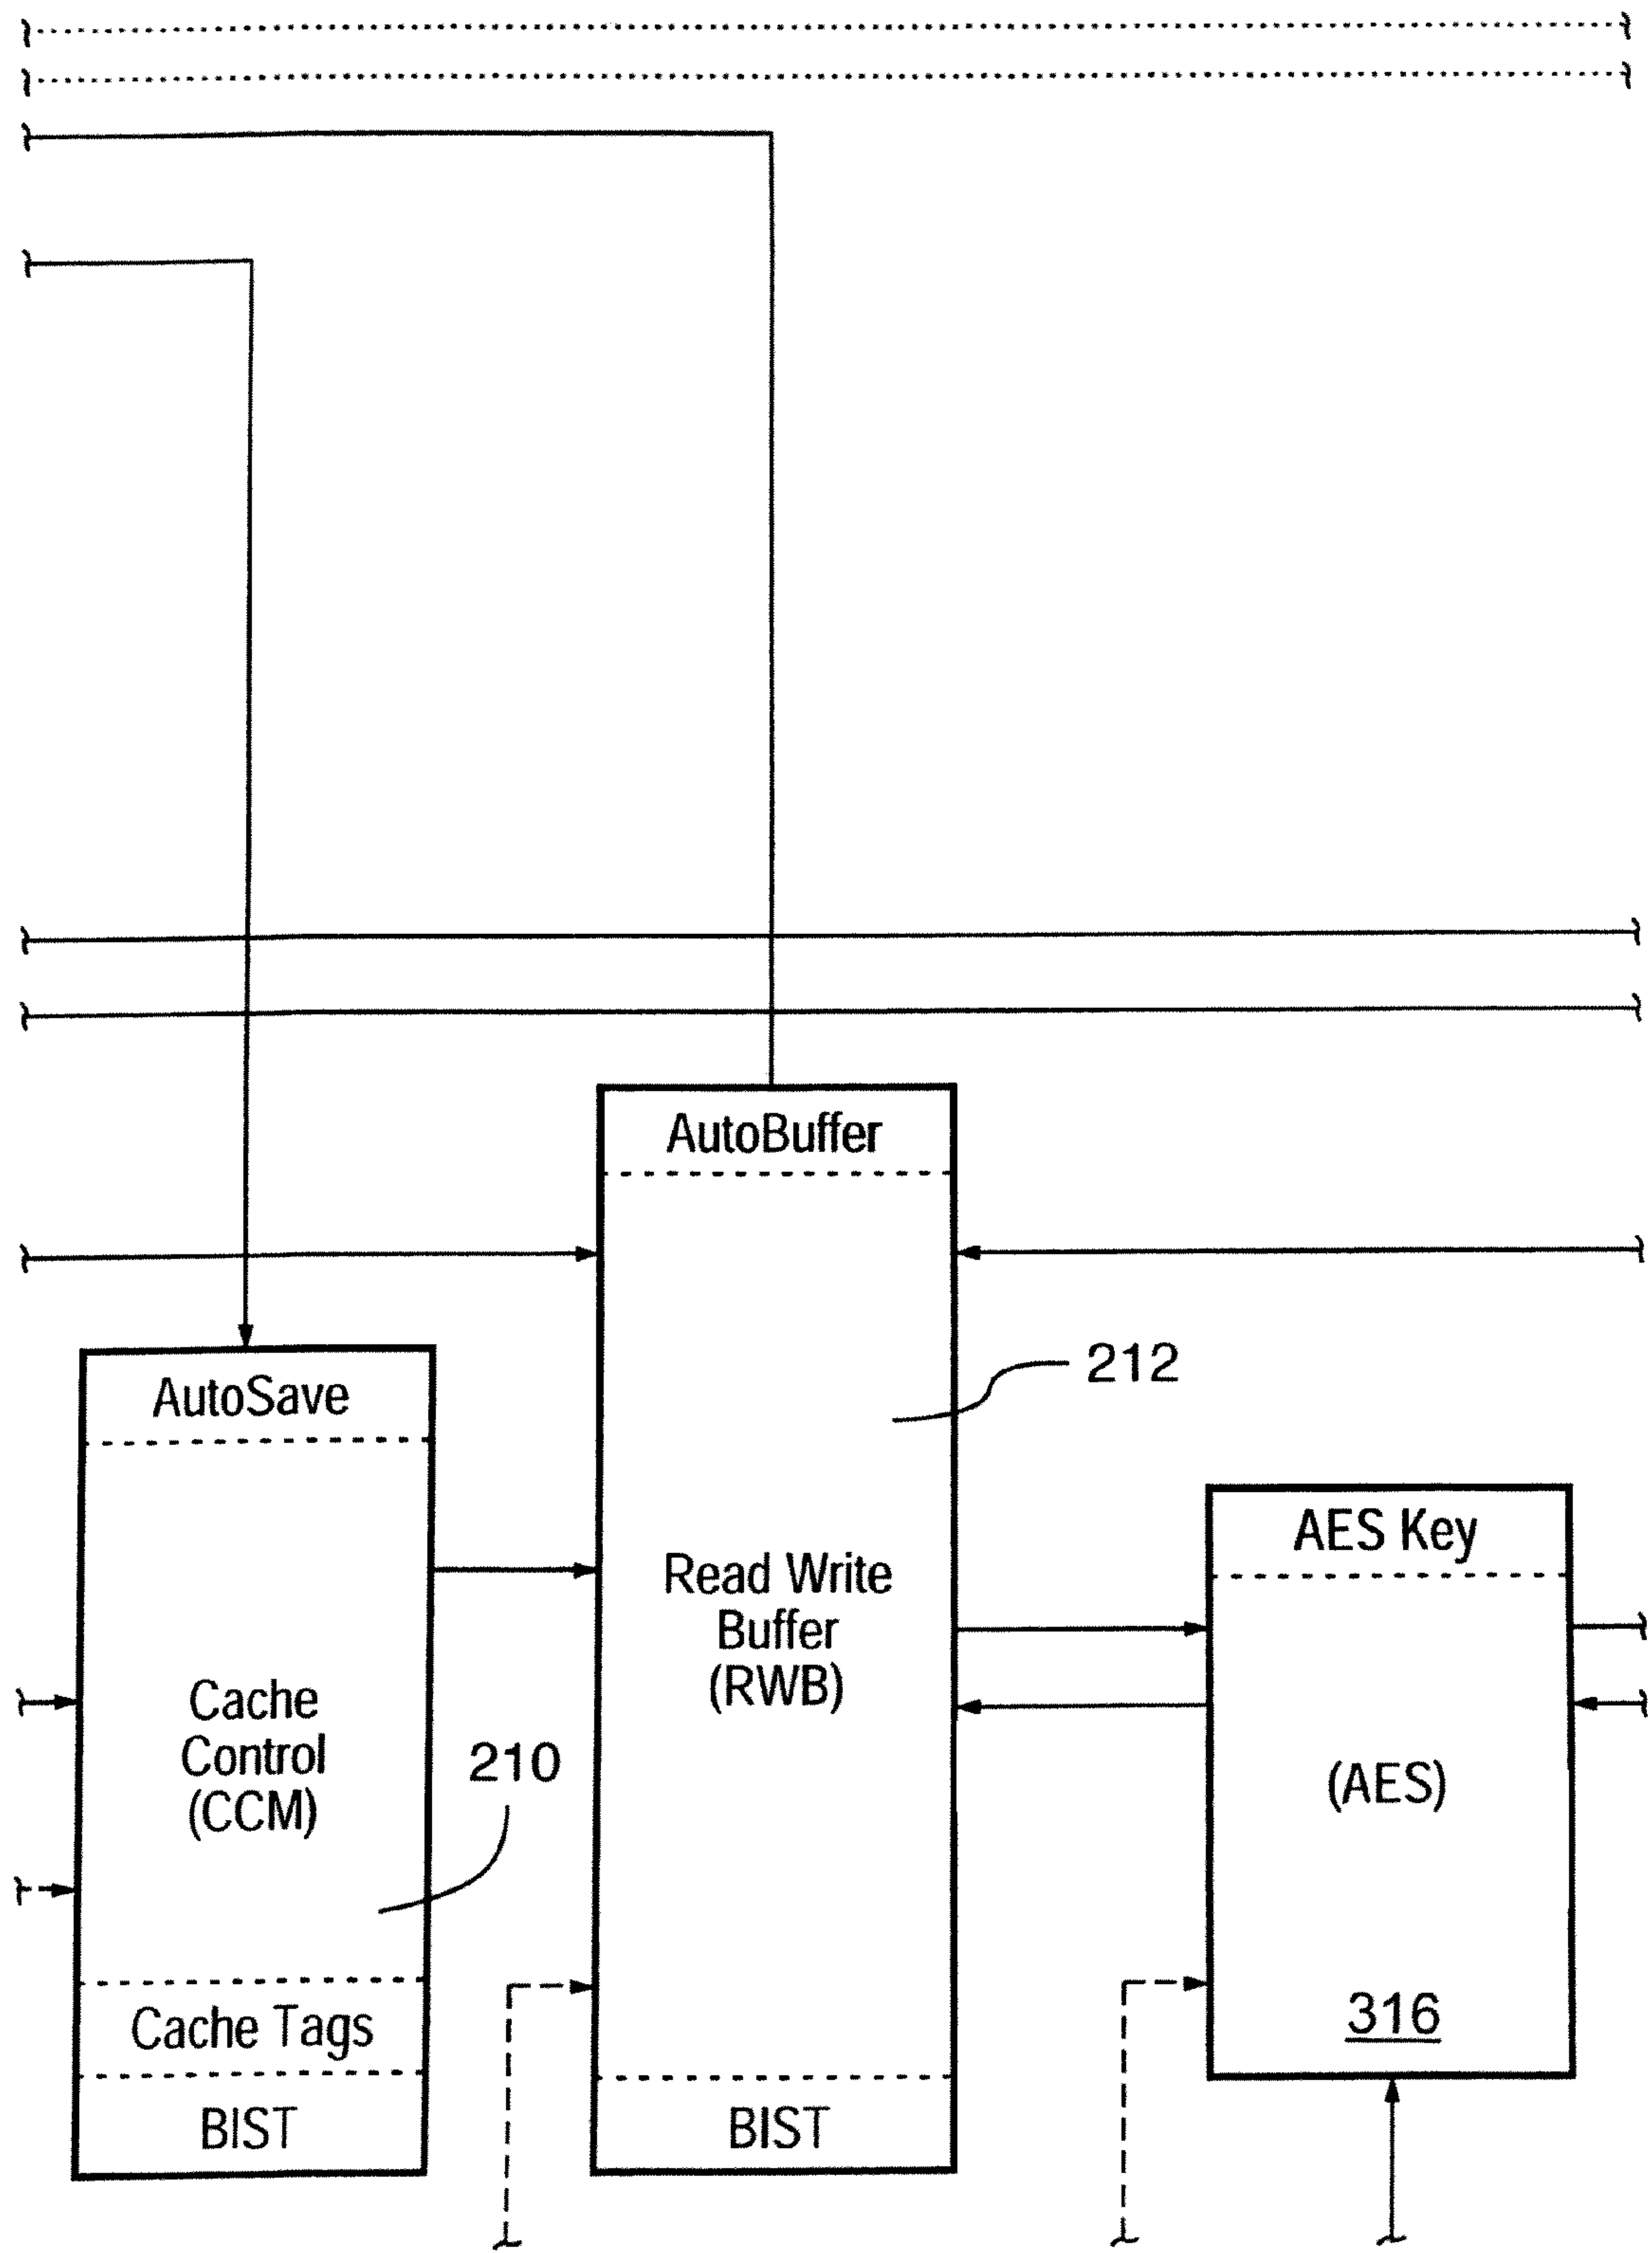 AutoBuffer
212
AutoSave
Read Write
Buffer
(RWB)
AES Key
Cache
Control
(CCM)
210
(AES)
316
Cache Tags
BIST
BIST